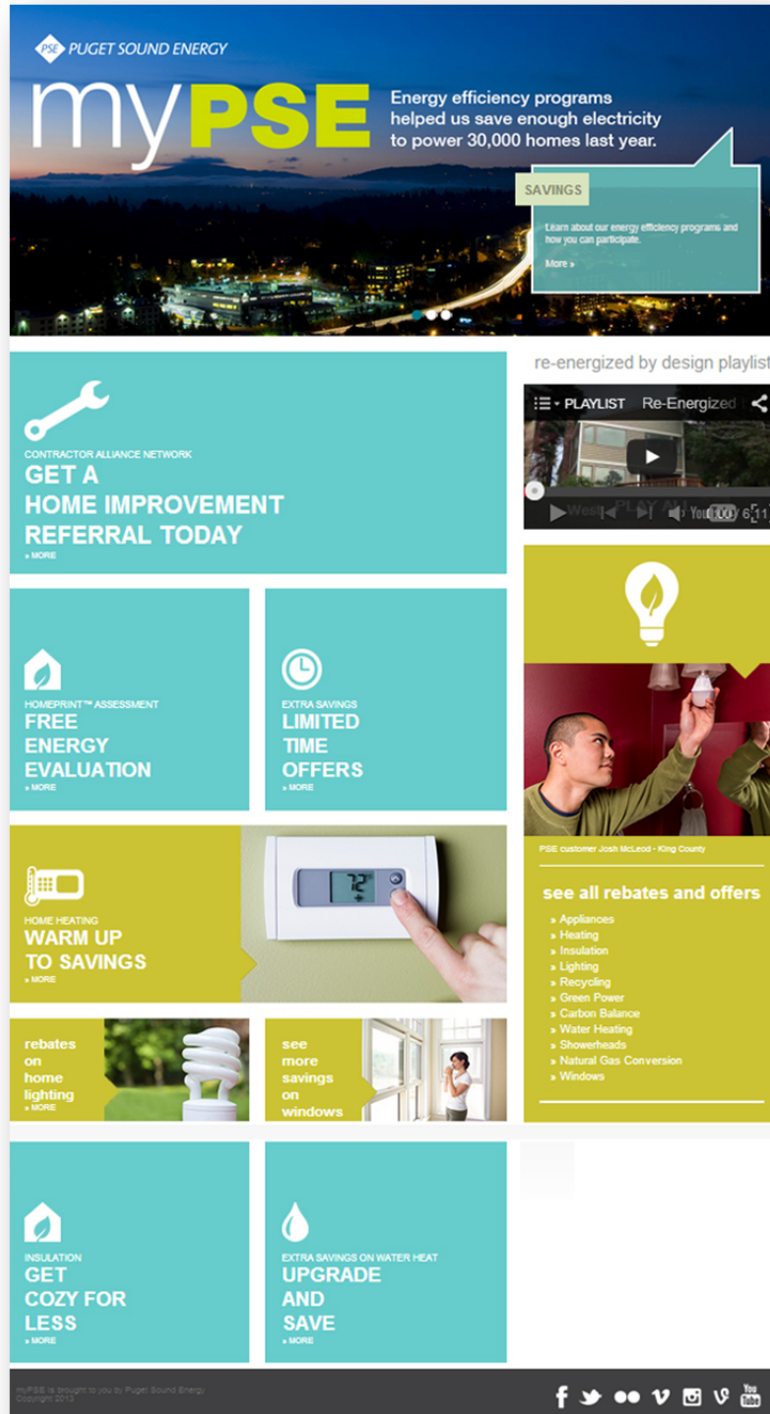 PSE PUGET SOUND ENERGY
myPSE
Energy efficiency programs
helped us save enough electricity
to power 30,000 homes last year.
SAVINGS
Learn about our energy efficiency programs and
how you can participate.
More »
re-energized by design playlist
PLAYLIST Re-Energized
CONTRACTOR ALLIANCE NETWORK
GET A
HOME IMPROVEMENT
REFERRAL TODAY
» MORE
HOMEPRINT™ ASSESSMENT
FREE
ENERGY
EVALUATION
» MORE
EXTRA SAVINGS
LIMITED
TIME
OFFERS
» MORE
HOME HEATING
WARM UP
TO SAVINGS
» MORE
72°
rebates
on
home
lighting
» MORE
see
more
savings
on
windows
PSE customer Josh McLeod - King County
see all rebates and offers
» Appliances
» Heating
» Insulation
» Lighting
» Recycling
» Green Power
» Carbon Balance
» Water Heating
» Showerheads
» Natural Gas Conversion
» Windows
INSULATION
GET
COZY FOR
LESS
» MORE
EXTRA SAVINGS ON WATER HEAT
UPGRADE
AND
SAVE
» MORE
myPSE is brought to you by Puget Sound Energy
Copyright 2013
You
Tube